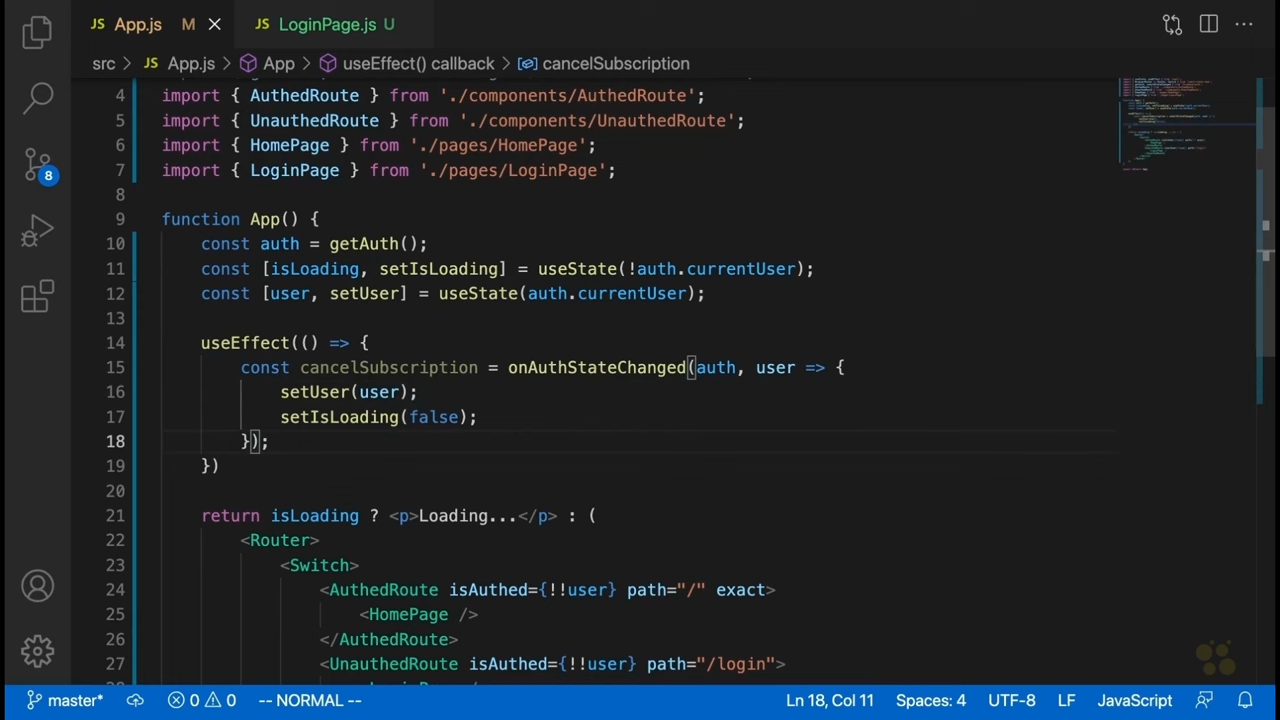 JS App.js M
JS LoginPage.js U
src > JS App.js > App > useEffect() callback > cancelSubscription
4 import { AuthedRoute } from './components/AuthedRoute';
5 import { UnauthedRoute } from './components/UnauthedRoute';
6 import { HomePage } from './pages/HomePage';
7 import { LoginPage } from './pages/LoginPage';
8
9 function App() {
10 const auth = getAuth();
11 const [isLoading, setIsLoading] = useState(!auth.currentUser);
12 const [user, setUser] = useState(auth.currentUser);
13
14 useEffect(() => {
15 const cancelSubscription = onAuthStateChanged(auth, user => {
16 setUser(user);
17 setIsLoading(false);
18 });
19 })
20
21 return isLoading ? <p>Loading...</p> : (
22 <Router>
23 <Switch>
24 <AuthedRoute isAuthed={!!user} path="/" exact>
25 <HomePage />
26 </AuthedRoute>
27 <UnauthedRoute isAuthed={!!user} path="/login">
8
master* 0 0 -- NORMAL -- Ln 18, Col 11 Spaces: 4 UTF-8 LF JavaScript